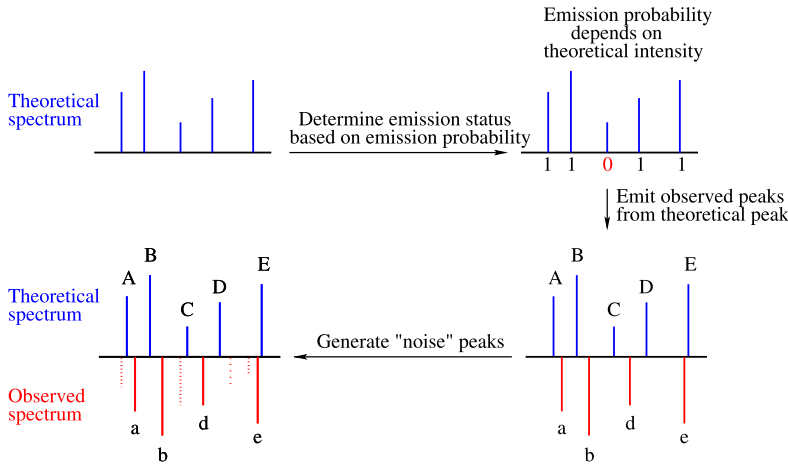 Emission probability
depends on
theoretical intensity
Theoretical
spectrum
Determine emission status
based on emission probability
1 1 0 1 1
Emit observed peaks
from theoretical peak
Theoretical
spectrum
A B C D E
Generate "noise" peaks
A B C D E
Observed
spectrum
a b d e
a b d e